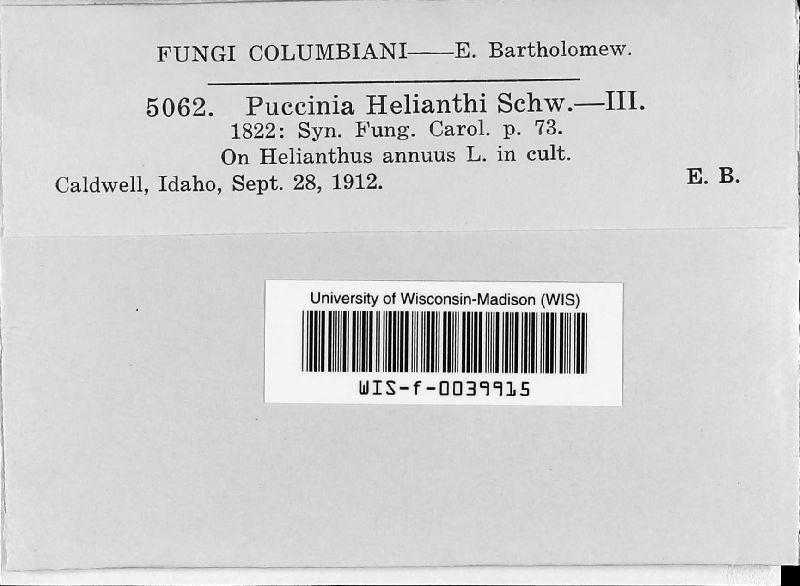 FUNGI COLUMBIANI—E. Bartholomew.
5062. Puccinia Helianthi Schw.—III.
1822: Syn. Fung. Carol. p. 73.
On Helianthus annuus L. in cult.
Caldwell, Idaho, Sept. 28, 1912. E. B.
University of Wisconsin-Madison (WIS)
WIS-f-0039915